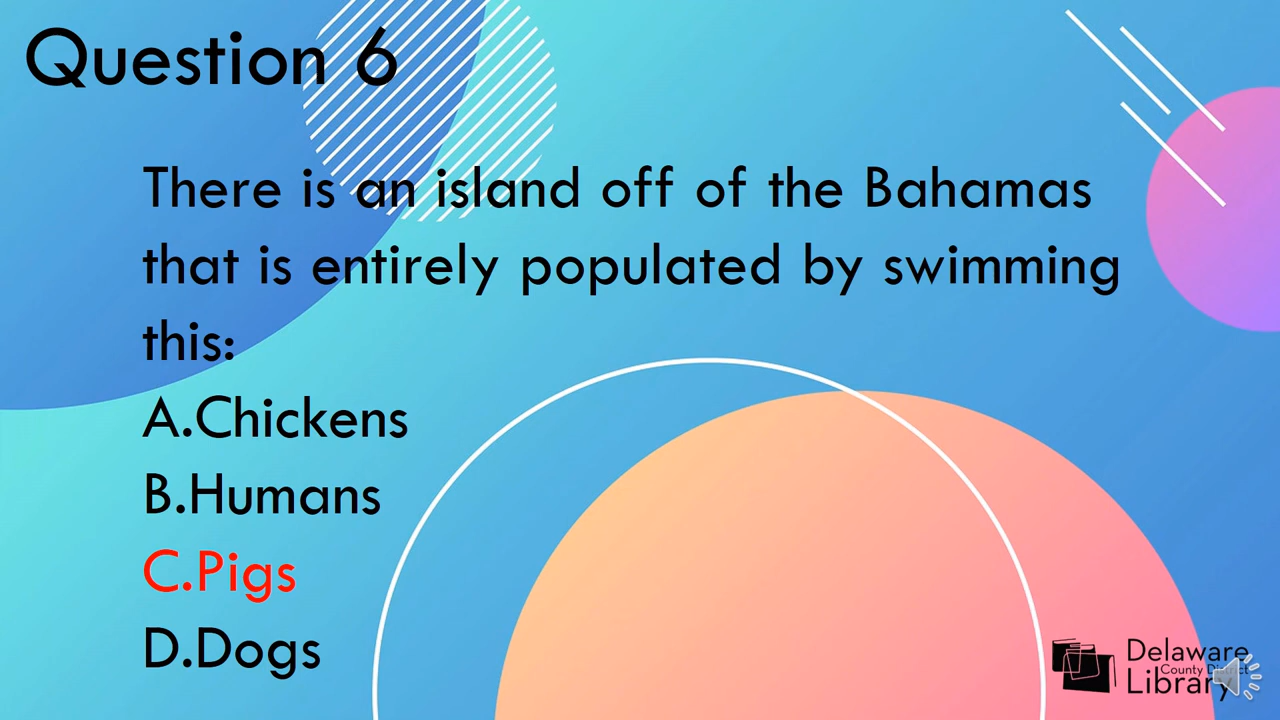 Question 6
There is an island off of the Bahamas
that is entirely populated by swimming
this:
A.Chickens
B.Humans
C.Pigs
D.Dogs
Delaware
County District
Library